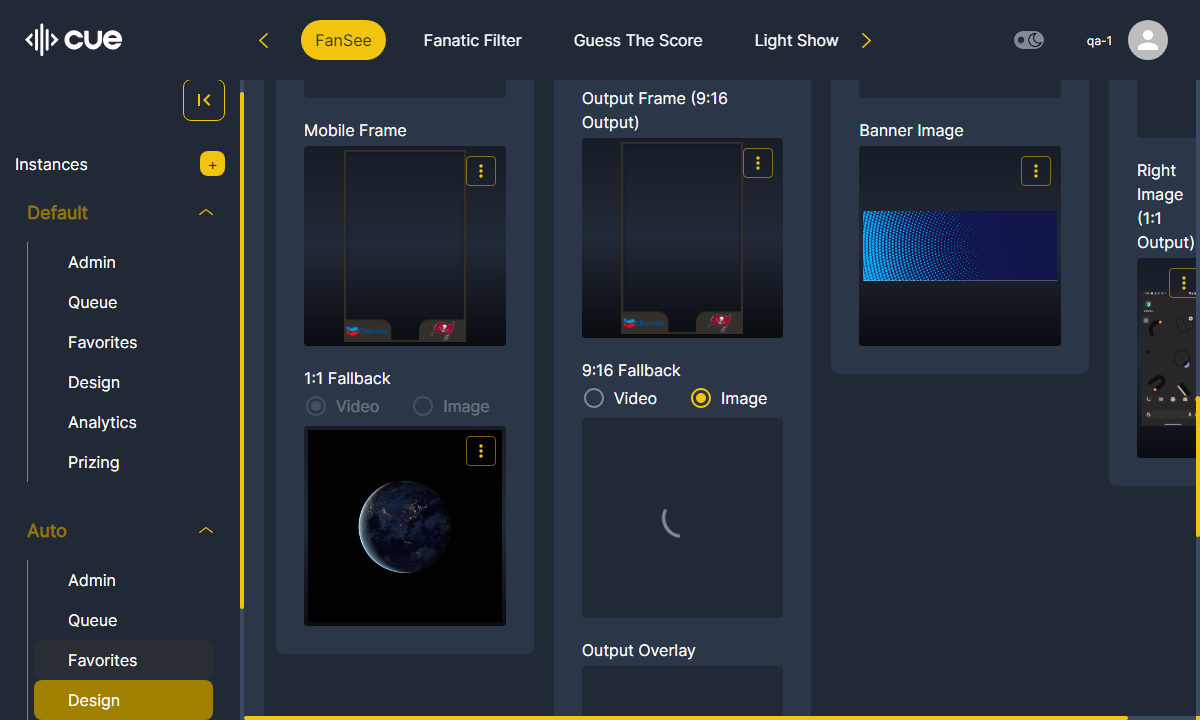 cue
FanSee
Fanatic Filter
Guess The Score
Light Show
qa-1
Instances
+
Default
Admin
Queue
Favorites
Design
Analytics
Prizing
Auto
Admin
Queue
Favorites
Design
Mobile Frame
1:1 Fallback
Video
Image
Output Frame (9:16
Output)
9:16 Fallback
Video
Image
Output Overlay
Banner Image
Right
Image
(1:1
Output)